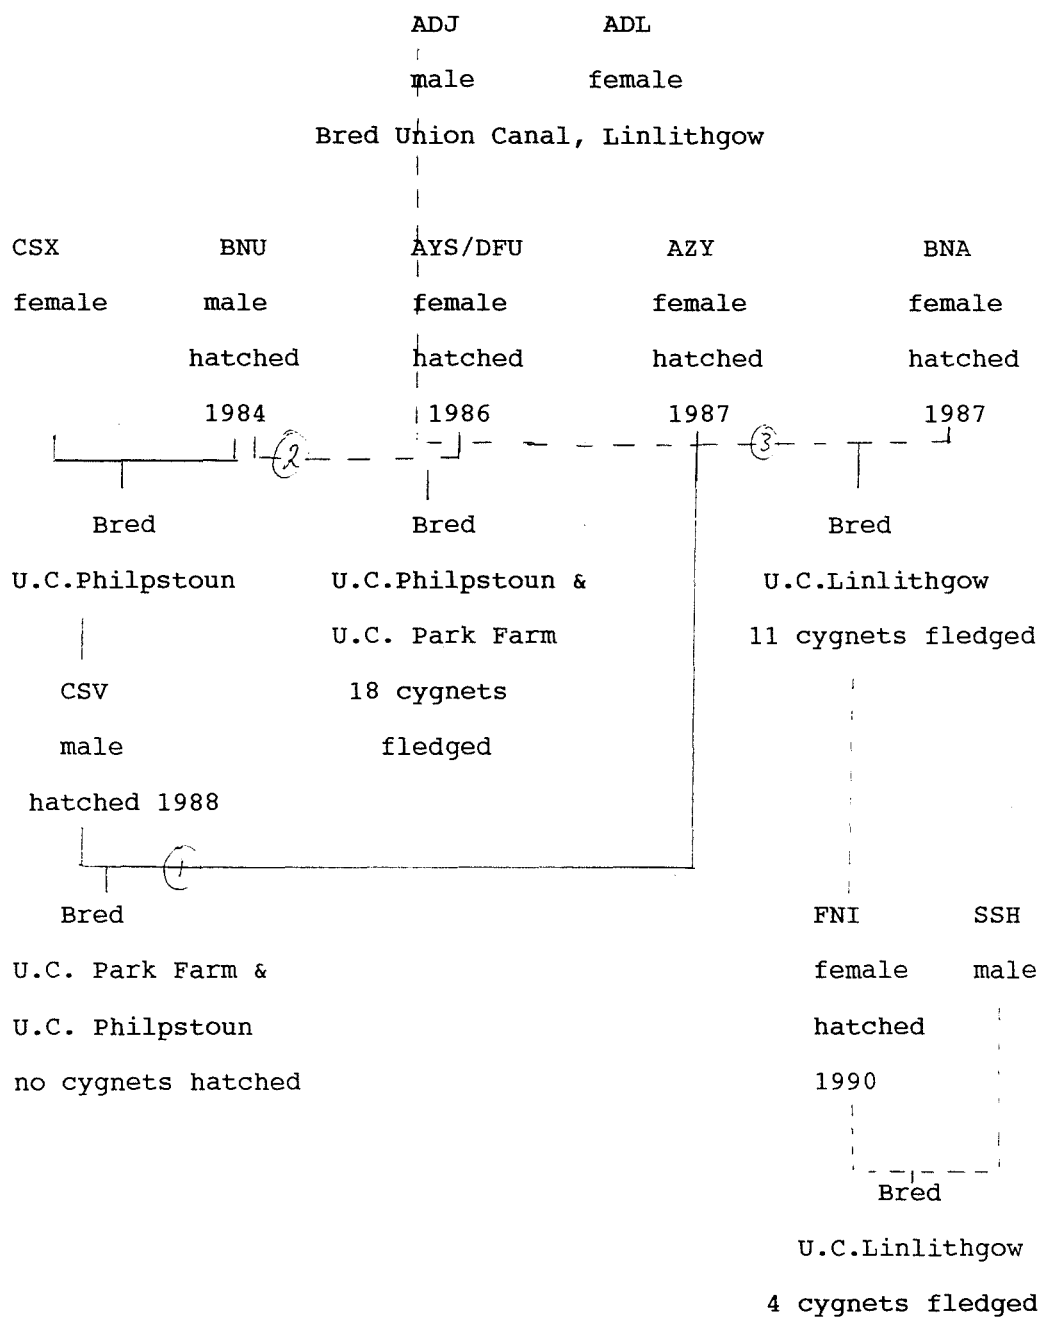 ADJ ADL
male female
Bred Union Canal, Linlithgow
CSX BNU AYS/DFU AZY BNA
female male female female female
hatched hatched hatched hatched
1984 1986 1987 1987
2 3
Bred Bred Bred
U.C.Philpstoun U.C.Philpstoun & U.C.Linlithgow
U.C. Park Farm 11 cygnets fledged
CSV 18 cygnets
male fledged
hatched 1988
1
Bred FNI SSH
U.C. Park Farm & female male
U.C. Philpstoun hatched
no cygnets hatched 1990
Bred
U.C.Linlithgow
4 cygnets fledged